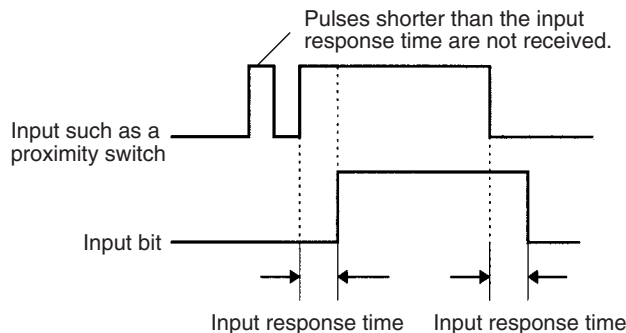 Pulses shorter than the input
response time are not received.
Input such as a
proximity switch
Input bit
Input response time
Input response time